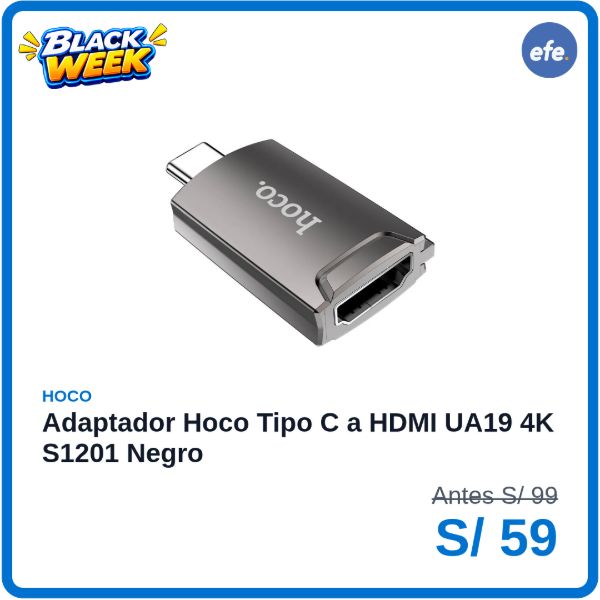 BLACK
WEEK
efe.
hoco.
HOCO
Adaptador Hoco Tipo C a HDMI UA19 4K
S1201 Negro
Antes S/ 99
S/ 59